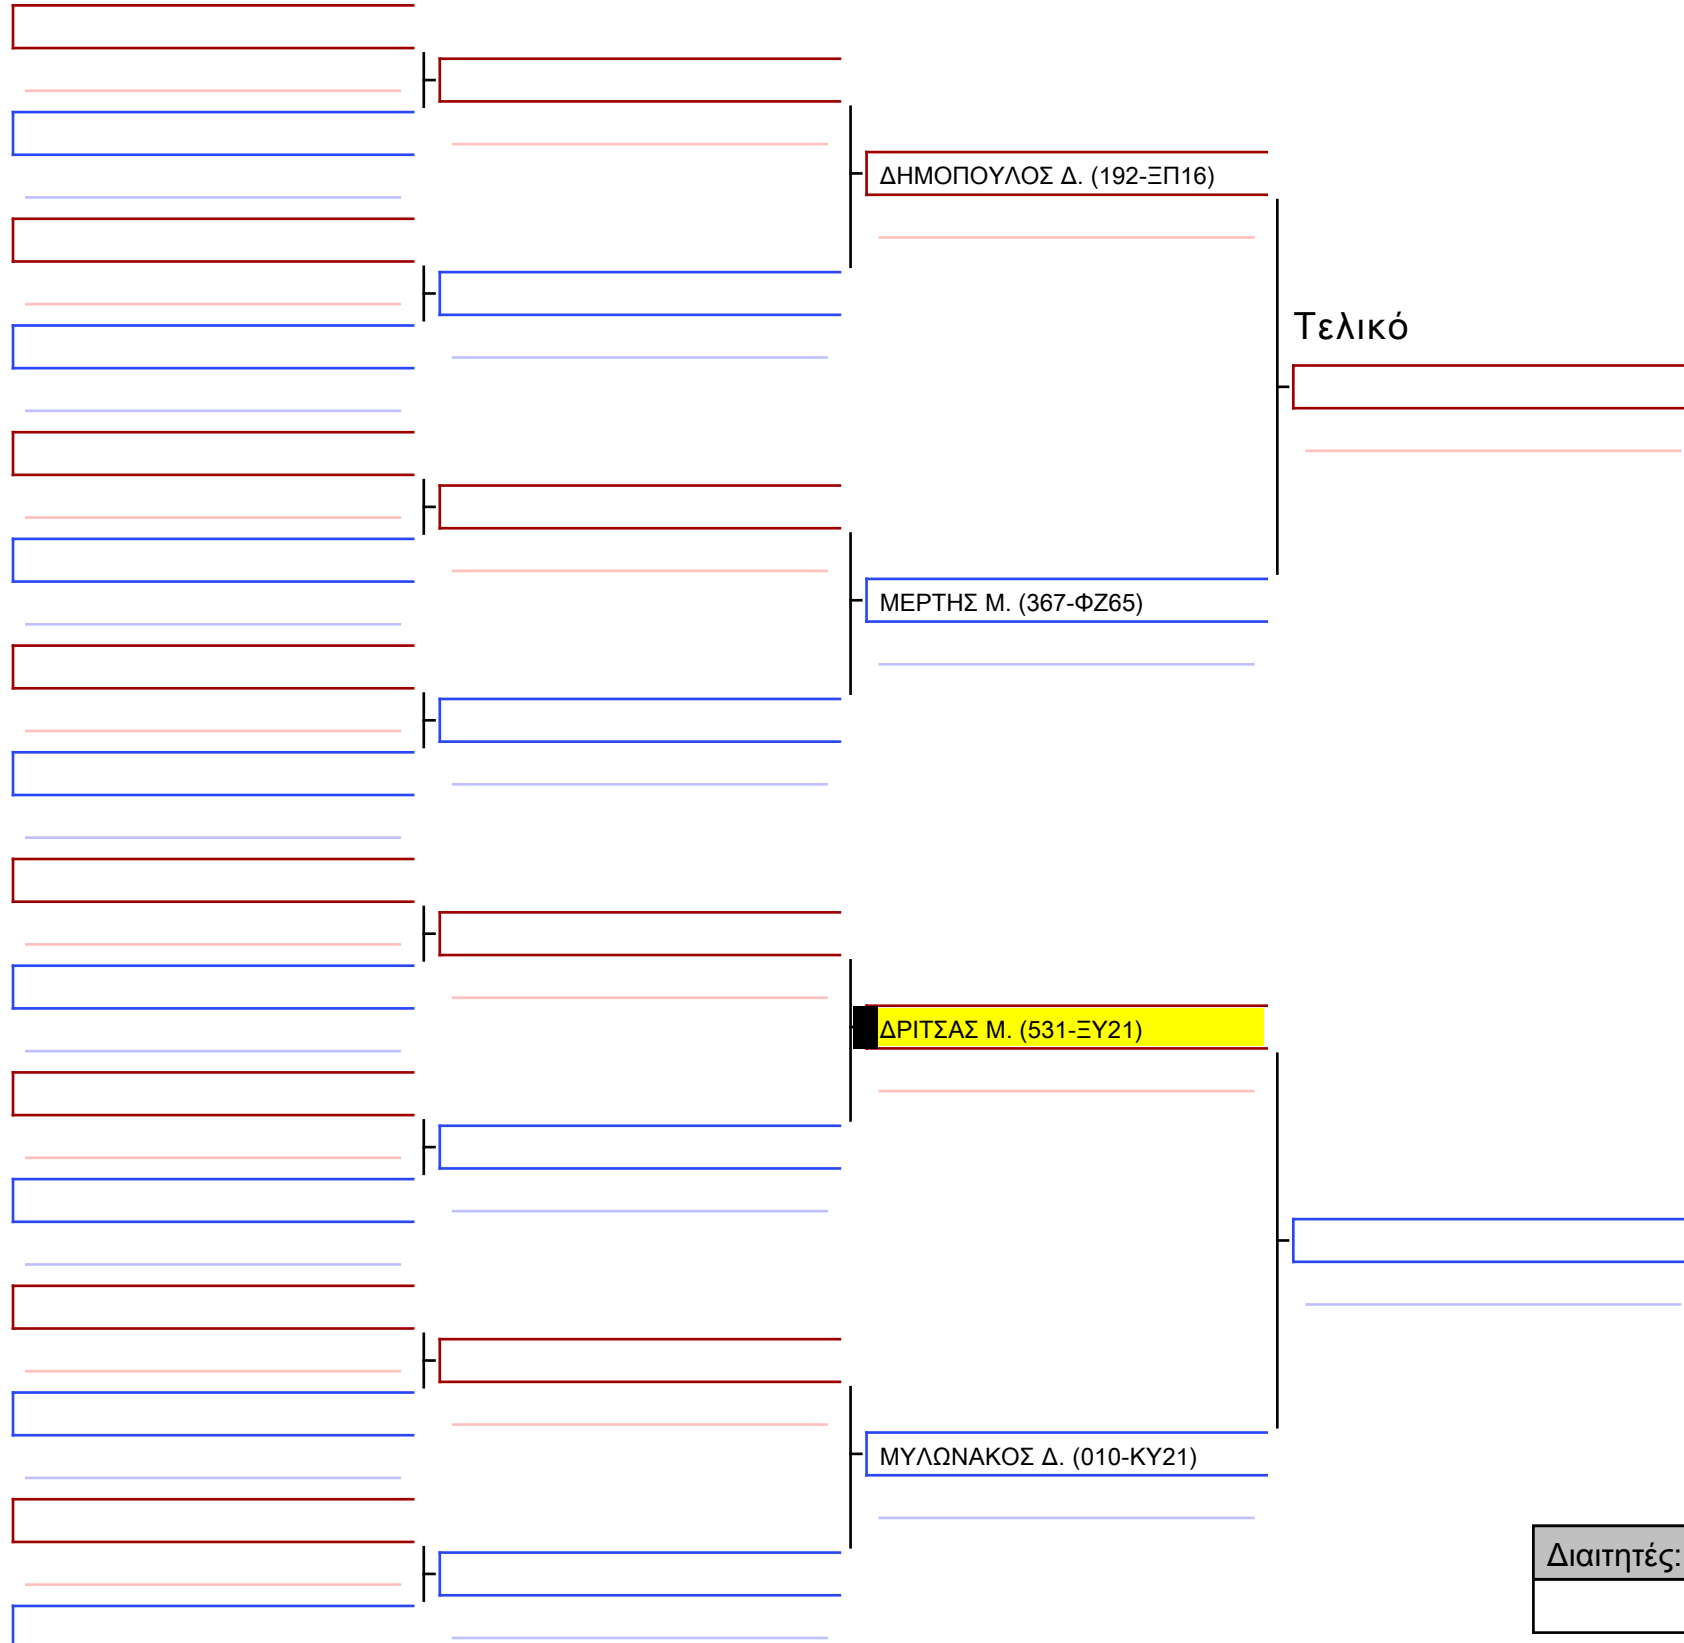 ΔΗΜΟΠΟΥΛΟΣ Δ. (192-ΞΠ16)
Τελικό
ΜΕΡΤΗΣ Μ. (367-ΦΖ65)
ΔΡΙΤΣΑΣ Μ. (531-ΞΥ21)
ΜΥΛΩΝΑΚΟΣ Δ. (010-ΚΥ21)
Διαιτητές: